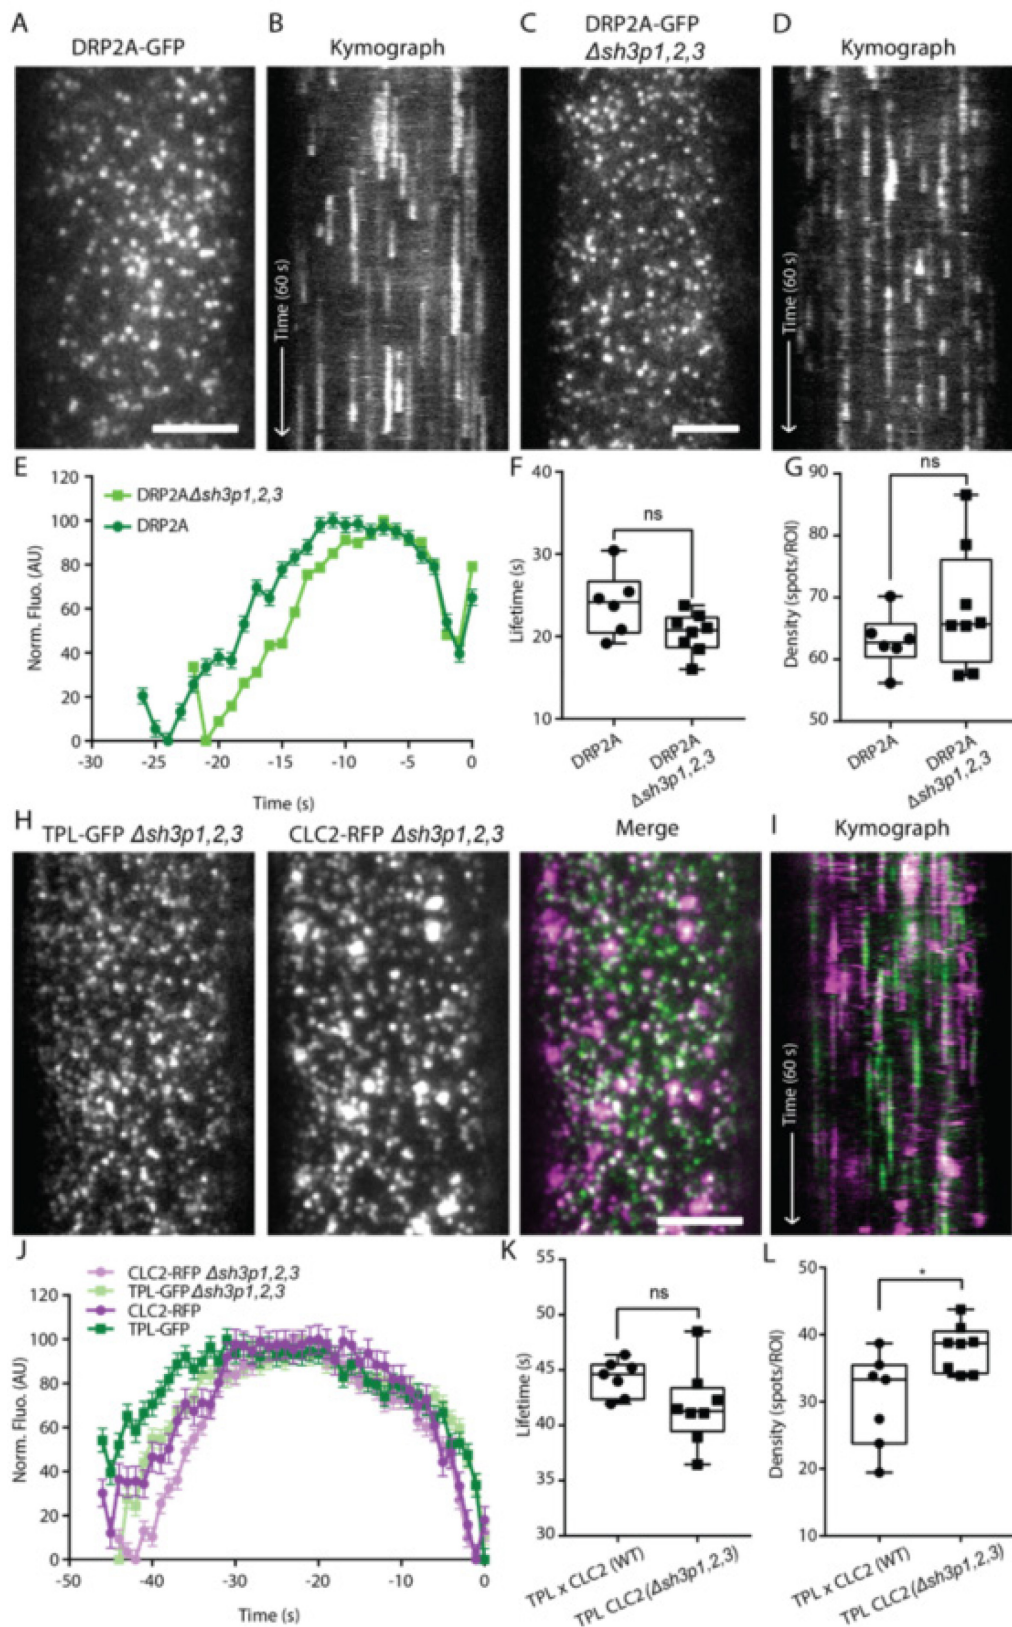 A DRP2A-GFP
B Kymograph
Time (60 s)
C DRP2A-GFP
Δsh3p1,2,3
D Kymograph
Time (60 s)
E
DRP2AΔsh3p1,2,3
DRP2A
Norm. Fluo. (AU)
120
100
80
60
40
20
0
-30 -25 -20 -15 -10 -5 0
Time (s)
F
ns
Lifetime (s)
40
30
20
10
DRP2A
DRP2A
Δsh3p1,2,3
G
ns
Density (spots/ROI)
90
80
70
60
50
DRP2A
DRP2A
Δsh3p1,2,3
H TPL-GFP Δsh3p1,2,3 CLC2-RFP Δsh3p1,2,3 Merge
I Kymograph
Time (60 s)
J
CLC2-RFP Δsh3p1,2,3
TPL-GFP Δsh3p1,2,3
CLC2-RFP
TPL-GFP
Norm. Fluo. (AU)
120
100
80
60
40
20
0
-50 -40 -30 -20 -10 0
Time (s)
K
ns
Lifetime (s)
55
50
45
40
35
30
TPL x CLC2 (WT)
TPL CLC2 (Δsh3p1,2,3)
L
*
Density (spots/ROI)
50
40
30
20
10
TPL x CLC2 (WT)
TPL CLC2 (Δsh3p1,2,3)